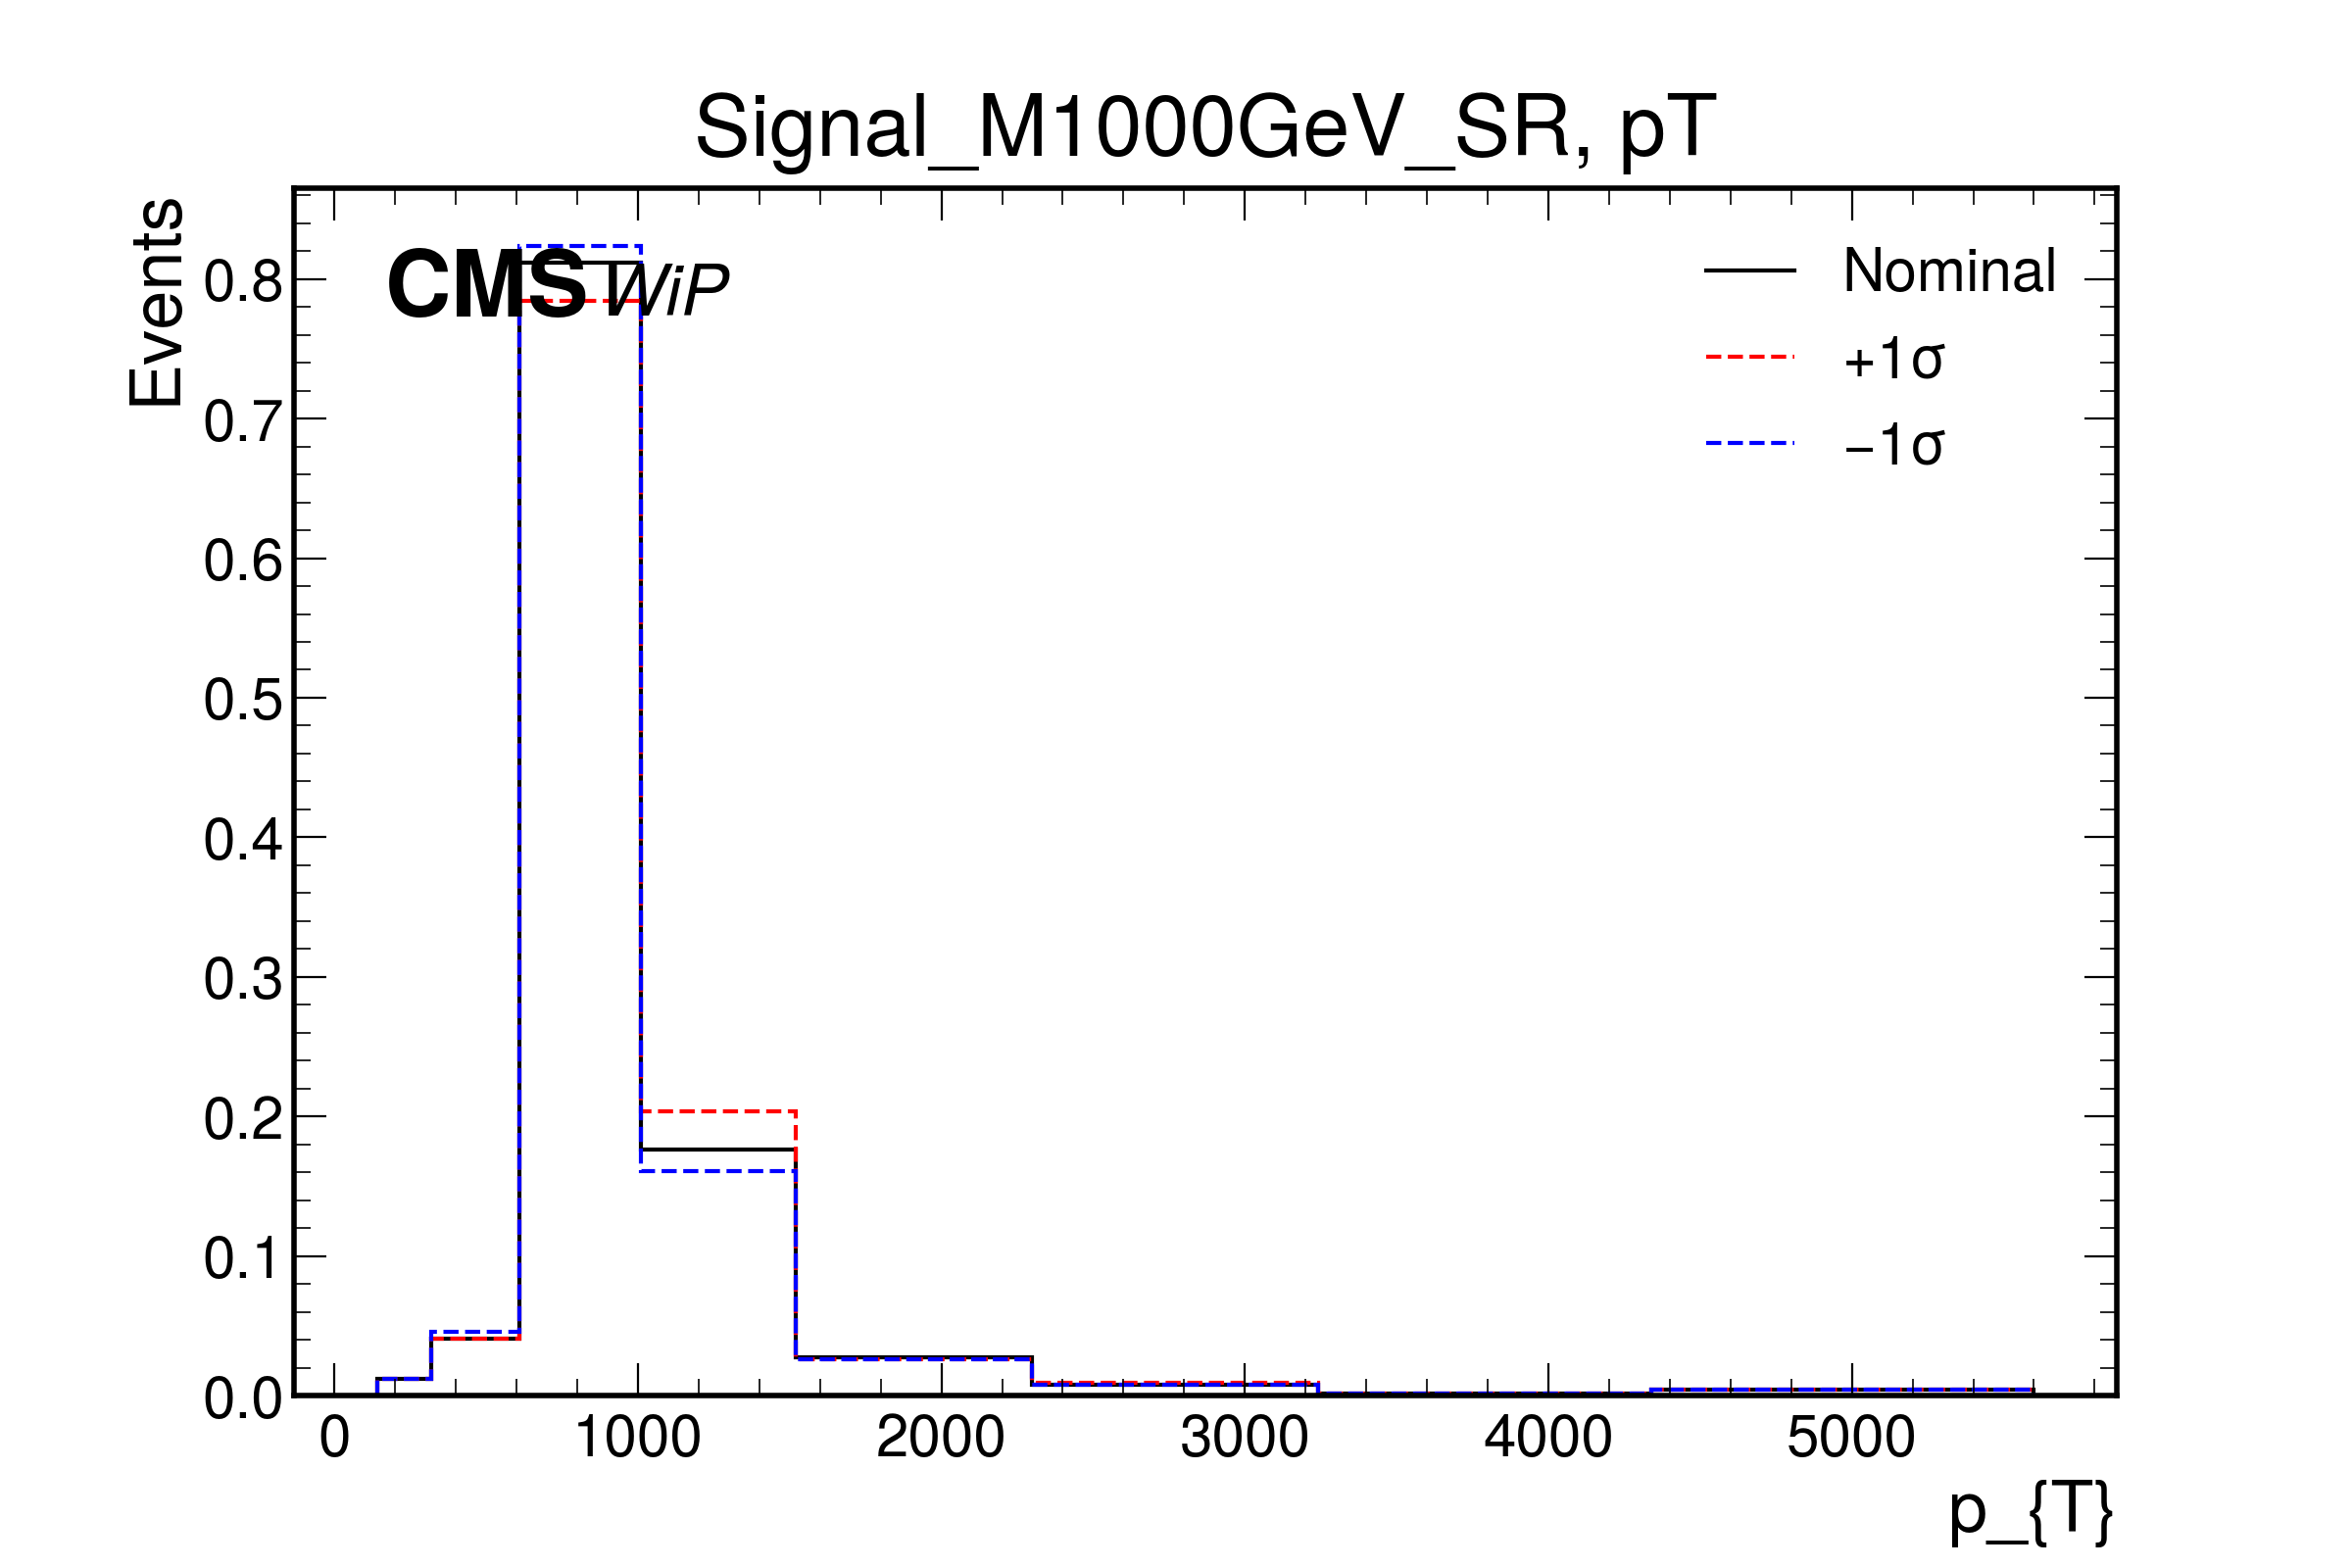 Signal_M1000GeV_SR, pT
Events
CMS WiP
Nominal
+1σ
−1σ
0.8
0.7
0.6
0.5
0.4
0.3
0.2
0.1
0.0
0 1000 2000 3000 4000 5000
p_{T}